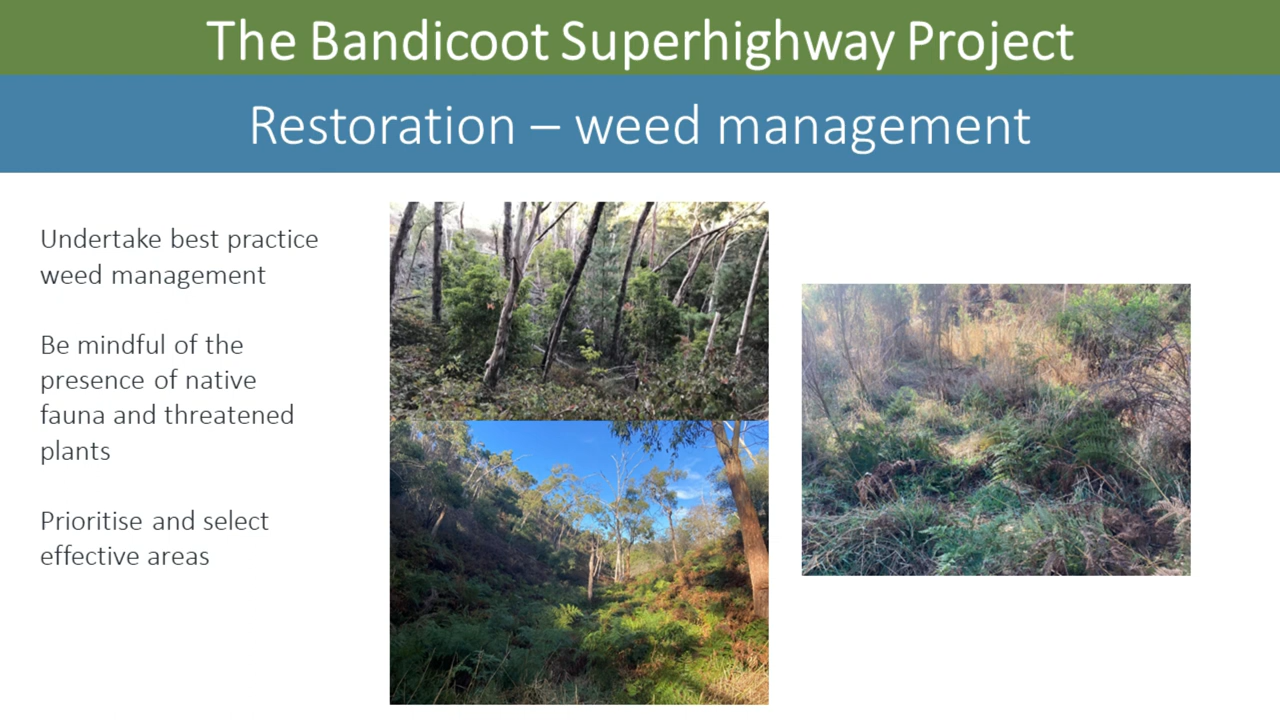 The Bandicoot Superhighway Project
Restoration – weed management
Undertake best practice
weed management
Be mindful of the
presence of native
fauna and threatened
plants
Prioritise and select
effective areas